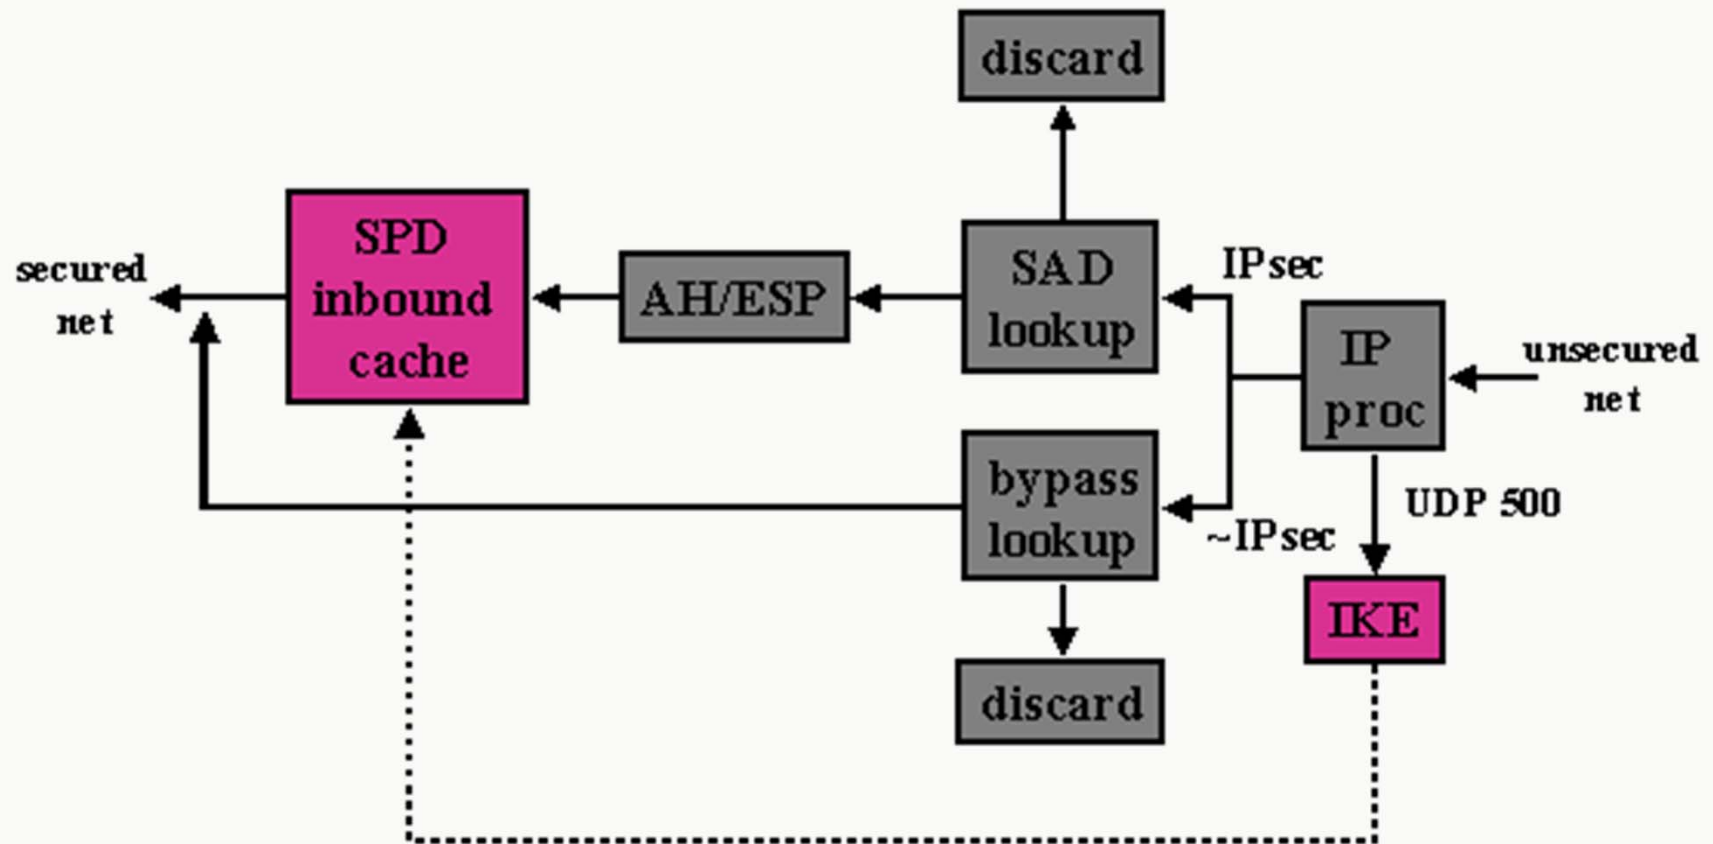 discard
secured
net
SPD
inbound
cache
AH/ESP
SAD
lookup
IPsec
IP
proc
unsecured
net
bypass
lookup
~IPsec
UDP 500
IKE
discard